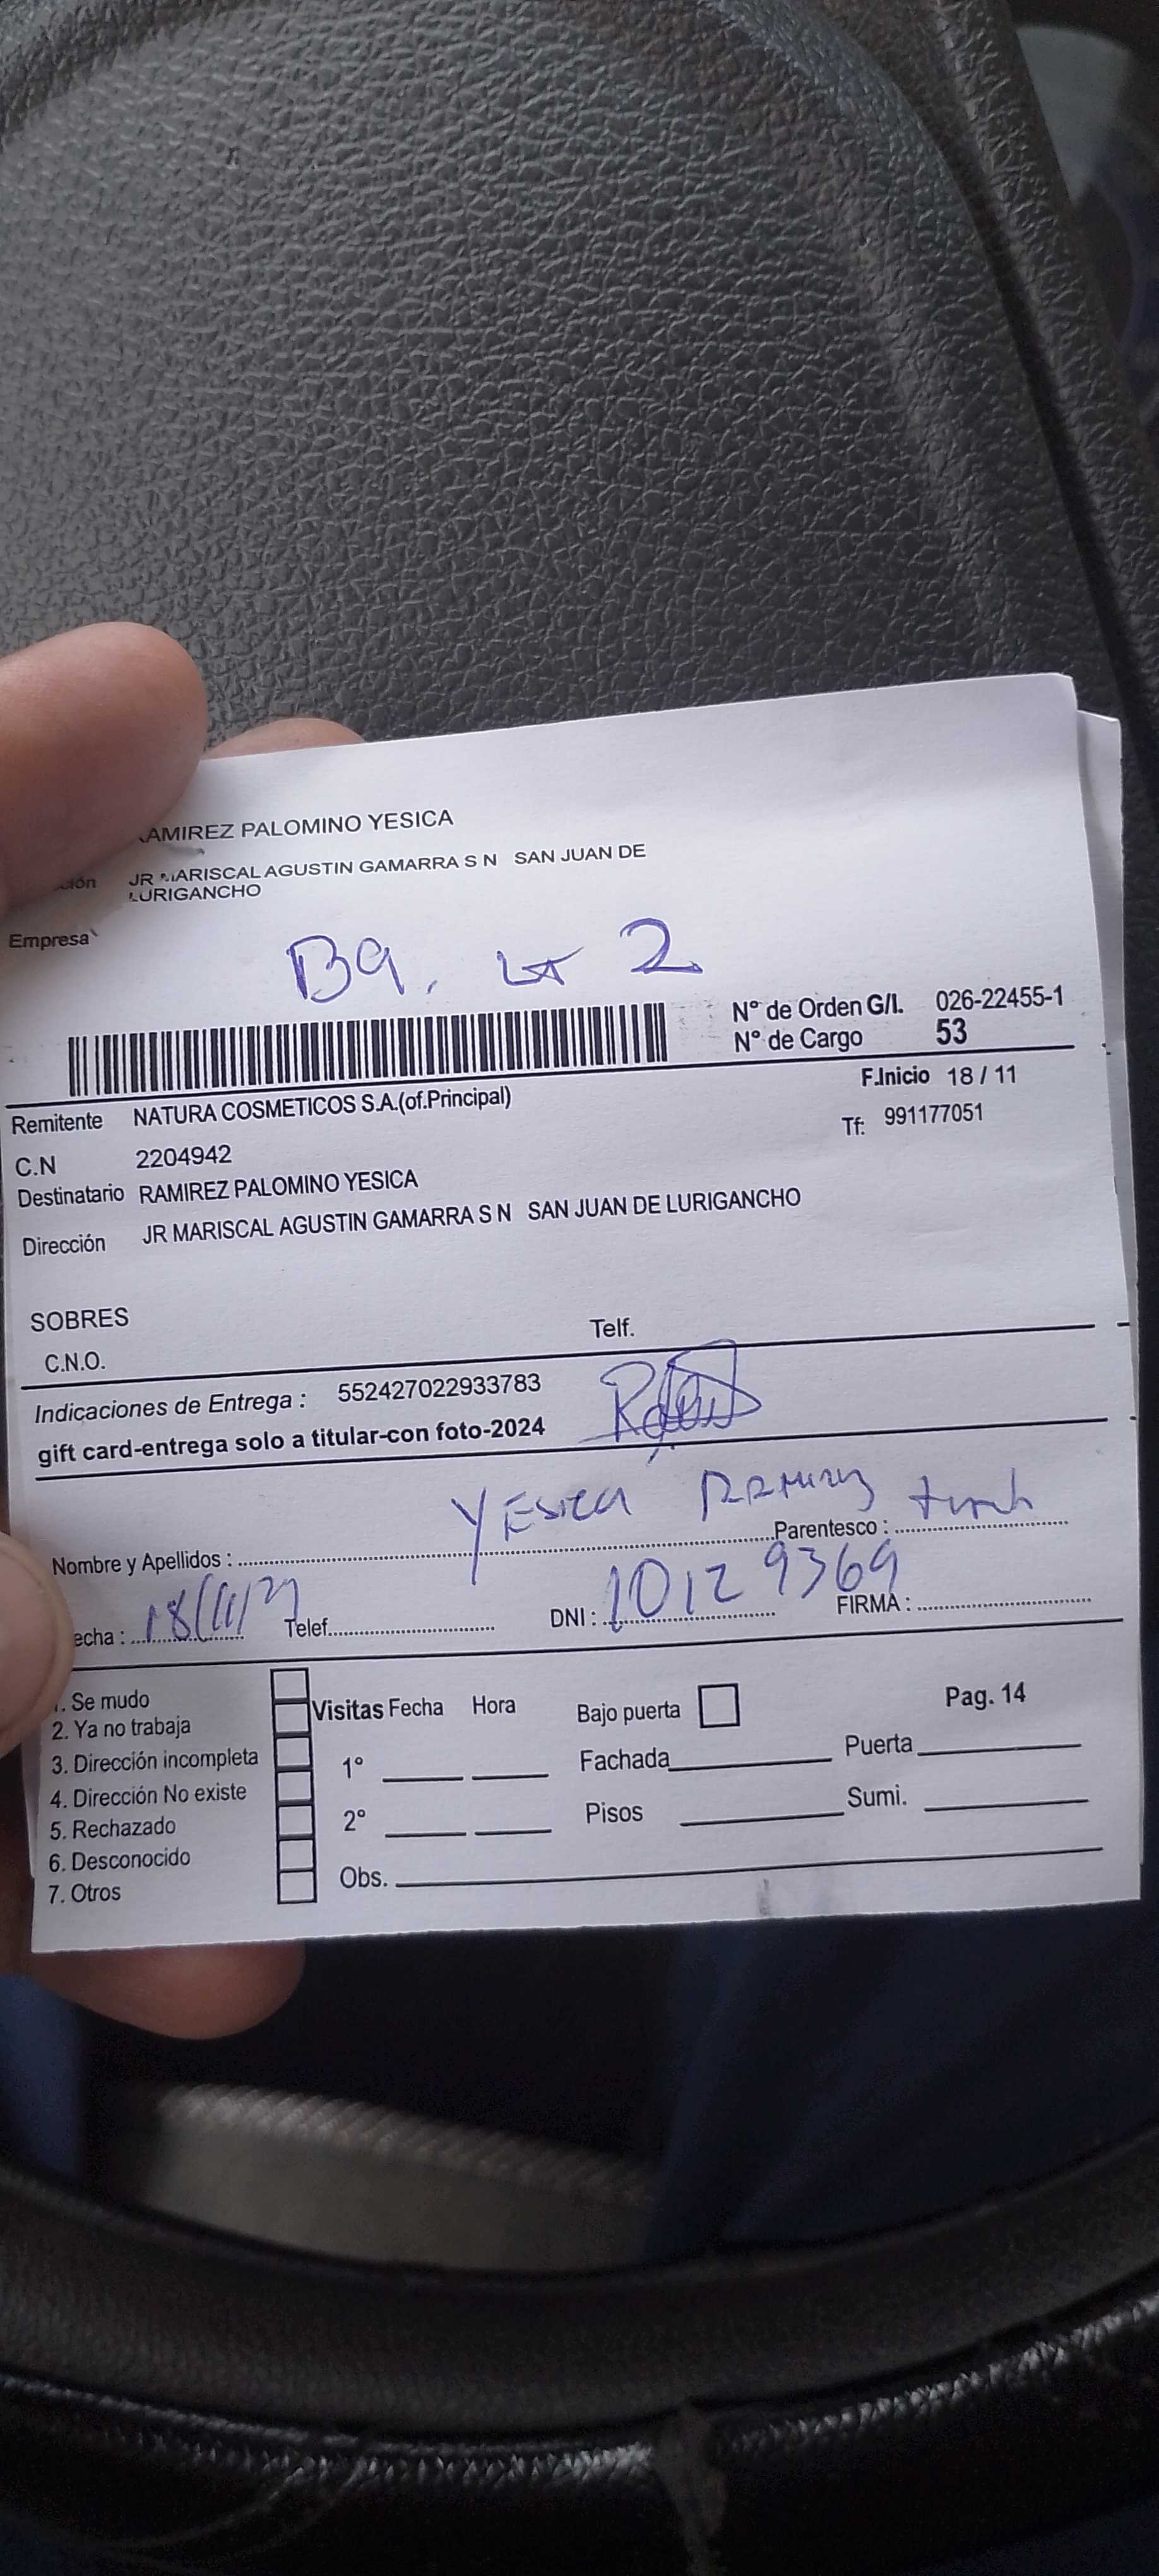 RAMIREZ PALOMINO YESICA
JR MARISCAL AGUSTIN GAMARRA S N SAN JUAN DE
LURIGANCHO
Empresa
B9, Lt 2
N° de Orden G/I. 026-22455-1
N° de Cargo 53
F.Inicio 18 / 11
Remitente NATURA COSMETICOS S.A.(of.Principal)
Tf: 991177051
C.N 2204942
Destinatario RAMIREZ PALOMINO YESICA
Dirección JR MARISCAL AGUSTIN GAMARRA S N SAN JUAN DE LURIGANCHO
SOBRES
C.N.O. Telf.
Indicaciones de Entrega : 552427022933783
gift card-entrega solo a titular-con foto-2024
Nombre y Apellidos : Yesica Ramirez Parentesco :
echa : 18/11/ Telef. DNI : 10129369 FIRMA :
1. Se mudo
2. Ya no trabaja
3. Dirección incompleta
4. Dirección No existe
5. Rechazado
6. Desconocido
7. Otros
Visitas Fecha Hora
1°
2°
Obs.
Bajo puerta
Fachada
Pisos
Pag. 14
Puerta
Sumi.